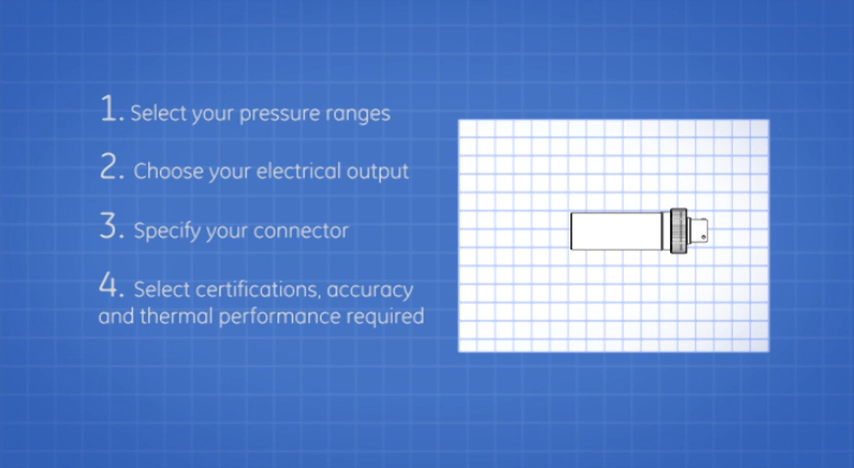 1. Select your pressure ranges
2. Choose your electrical output
3. Specify your connector
4. Select certifications, accuracy
and thermal performance required